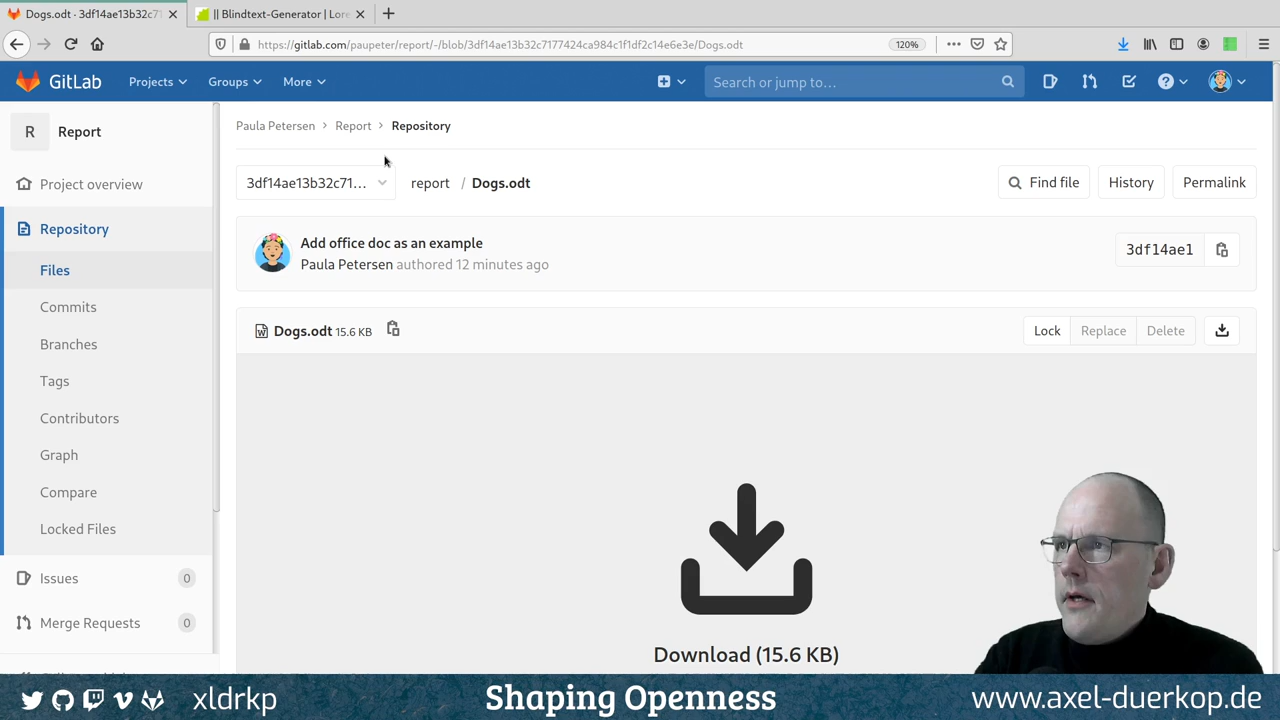 Dogs.odt · 3df14ae13b32c71
|| Blindtext-Generator | Lore
https://gitlab.com/paupeter/report/-/blob/3df14ae13b32c7177424ca984c1f1df2c14e6e3e/Dogs.odt
120%
GitLab
Projects
Groups
More
Search or jump to...
R
Report
Paula Petersen > Report > Repository
Project overview
3df14ae13b32c71...
report / Dogs.odt
Find file
History
Permalink
Repository
Files
Commits
Branches
Tags
Contributors
Graph
Compare
Locked Files
Issues 0
Merge Requests 0
Add office doc as an example
Paula Petersen authored 12 minutes ago
3df14ae1
Dogs.odt 15.6 KB
Lock
Replace
Delete
Download (15.6 KB)
xldrkp
Shaping Openness
www.axel-duerkop.de